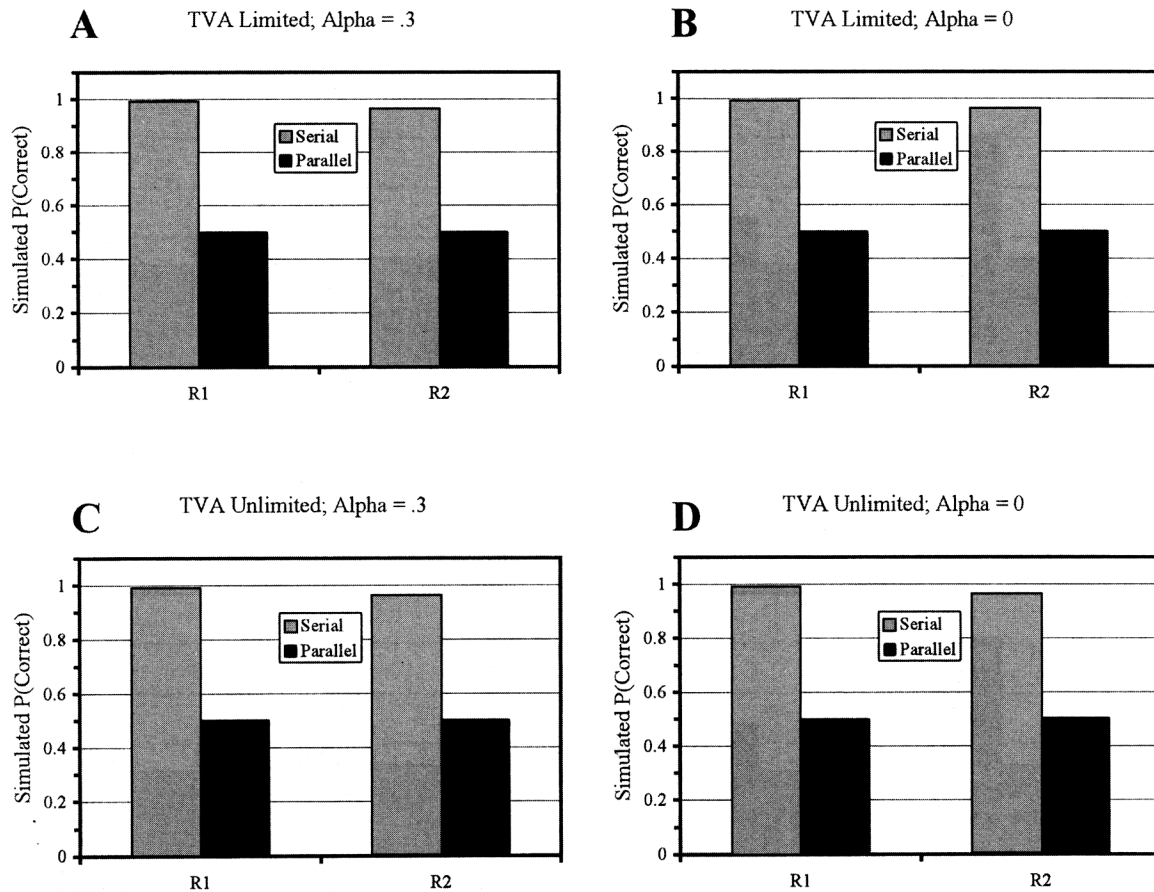 A
TVA Limited; Alpha = .3
Simulated P(Correct)
1
0.8
0.6
0.4
0.2
0
Serial
Parallel
R1
R2
B
TVA Limited; Alpha = 0
Simulated P(Correct)
1
0.8
0.6
0.4
0.2
0
Serial
Parallel
R1
R2
C
TVA Unlimited; Alpha = .3
Simulated P(Correct)
1
0.8
0.6
0.4
0.2
0
Serial
Parallel
R1
R2
D
TVA Unlimited; Alpha = 0
Simulated P(Correct)
1
0.8
0.6
0.4
0.2
0
Serial
Parallel
R1
R2